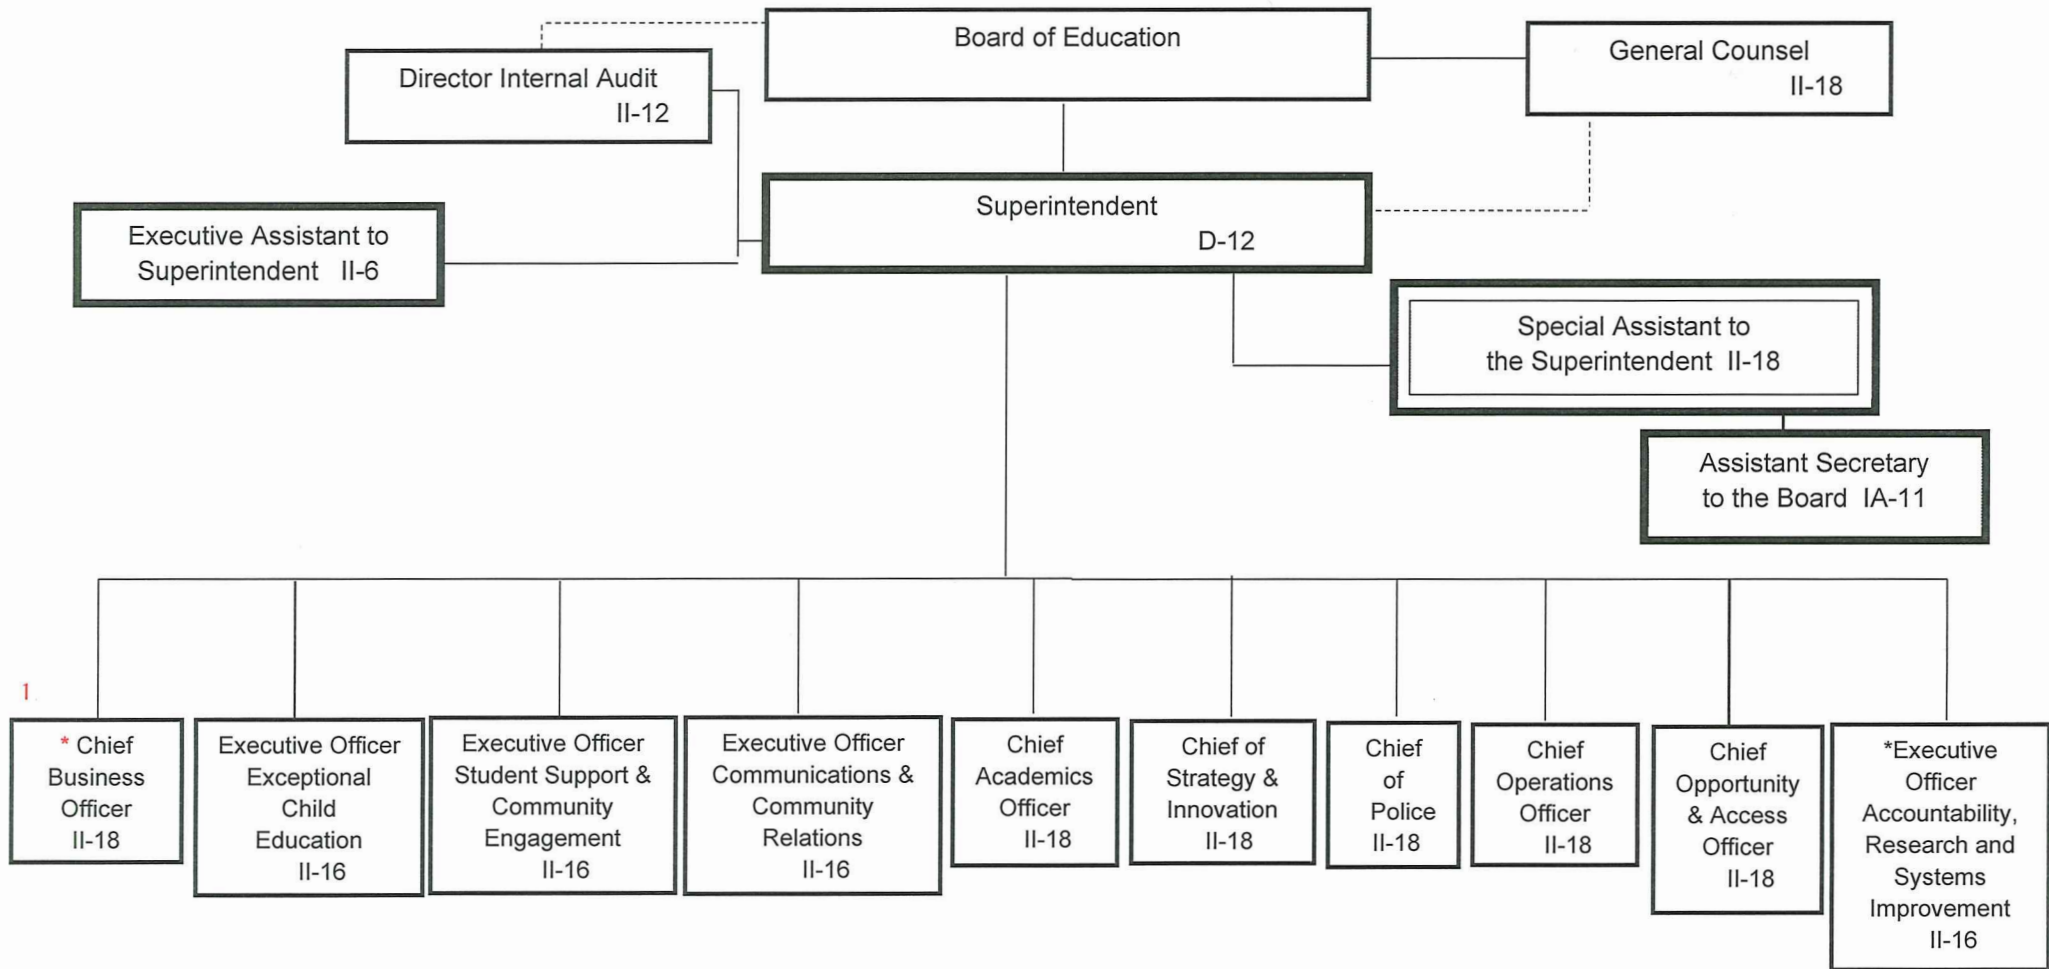 Board of Education
General Counsel
II-18
Director Internal Audit
II-12
Superintendent
D-12
Executive Assistant to
Superintendent II-6
Special Assistant to
the Superintendent II-18
Assistant Secretary
to the Board IA-11
1
* Chief
Business
Officer
II-18
Executive Officer
Exceptional
Child
Education
II-16
Executive Officer
Student Support &
Community
Engagement
II-16
Executive Officer
Communications &
Community
Relations
II-16
Chief
Academics
Officer
II-18
Chief of
Strategy &
Innovation
II-18
Chief
of
Police
II-18
Chief
Operations
Officer
II-18
Chief
Opportunity
& Access
Officer
II-18
*Executive
Officer
Accountability,
Research and
Systems
Improvement
II-16